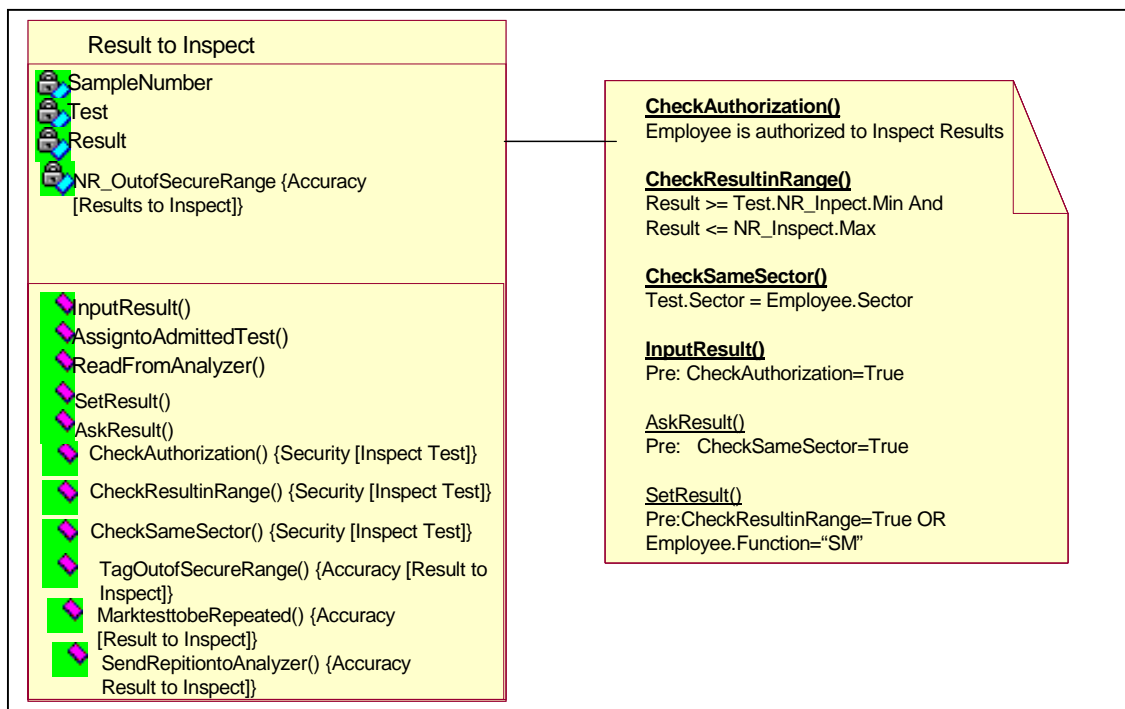 Result to Inspect
SampleNumber
Test
Result
NR_OutofSecureRange {Accuracy
[Results to Inspect]}
InputResult()
AssigntoAdmittedTest()
ReadFromAnalyzer()
SetResult()
AskResult()
CheckAuthorization() {Security [Inspect Test]}
CheckResultinRange() {Security [Inspect Test]}
CheckSameSector() {Security [Inspect Test]}
TagOutofSecureRange() {Accuracy [Result to
Inspect]}
MarktesttobeRepeated() {Accuracy
[Result to Inspect]}
SendRepitiontoAnalyzer() {Accuracy
Result to Inspect]}
CheckAuthorization()
Employee is authorized to Inspect Results
CheckResultinRange()
Result >= Test.NR_Inpect.Min And
Result <= NR_Inspect.Max
CheckSameSector()
Test.Sector = Employee.Sector
InputResult()
Pre: CheckAuthorization=True
AskResult()
Pre: CheckSameSector=True
SetResult()
Pre:CheckResultinRange=True OR
Employee.Function=“SM”